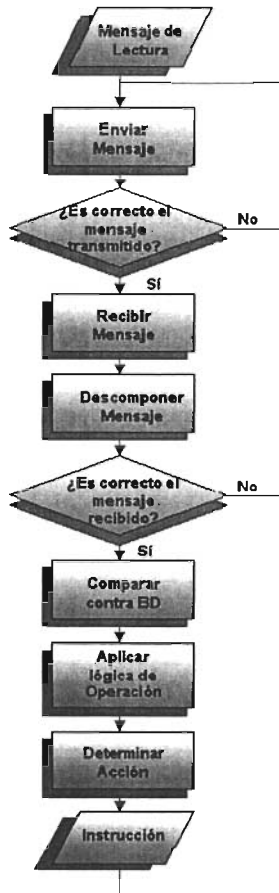 Mensaje de
Lectura
Enviar
Mensaje
¿Es correcto el
mensaje
transmitido?
No
Sí
Recibir
Mensaje
Descomponer
Mensaje
¿Es correcto el
mensaje
recibido?
No
Sí
Comparar
contra BD
Aplicar
lógica de
Operación
Determinar
Acción
Instrucción